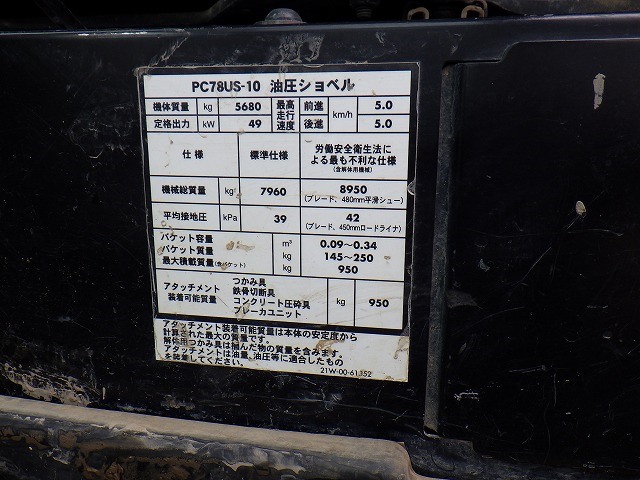 PC78US-10 油圧ショベル
機体質量 kg 5680 最高走行速度 前進 km/h 5.0
定格出力 kW 49 後進 5.0
仕様 標準仕様 労働安全衛生法による最も不利な仕様 (含解体用機械)
機械総質量 kg 7960 8950
(ブレード、480mm平滑シュー)
平均接地圧 kPa 39 42
(ブレード、450mmロードライナ)
バケット容量 m³ 0.09〜0.34
バケット質量 kg 145〜250
最大積載質量(含バケット) kg 950
アタッチメント装着可能質量 つかみ具 kg 950
鉄骨切断具
コンクリート圧砕具
ブレーカユニット
アタッチメント装着可能質量は本体の安定度から
計算された最大の質量です。
解体用つかみ具は掴んだ物の質量を含みます。
アタッチメントは油量、油圧等に適合したもの
を装着してください。
21W-00-61352